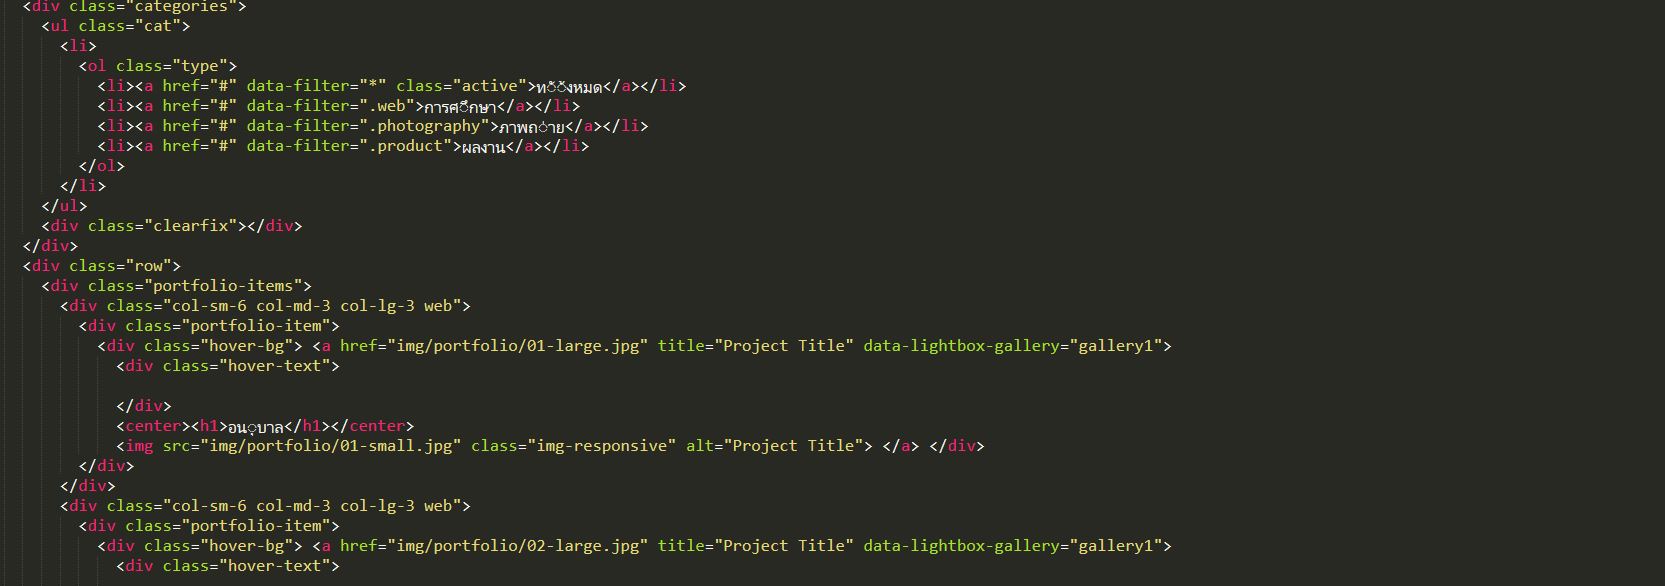 <div class="categories">
<ul class="cat">
<li>
<ol class="type">
<li><a href="#" data-filter="*" class="active">ทั้งหมด</a></li>
<li><a href="#" data-filter=".web">การศึกษา</a></li>
<li><a href="#" data-filter=".photography">ภาพถ่าย</a></li>
<li><a href="#" data-filter=".product">ผลงาน</a></li>
</ol>
</li>
</ul>
<div class="clearfix"></div>
</div>
<div class="row">
<div class="portfolio-items">
<div class="col-sm-6 col-md-3 col-lg-3 web">
<div class="portfolio-item">
<div class="hover-bg"> <a href="img/portfolio/01-large.jpg" title="Project Title" data-lightbox-gallery="gallery1">
<div class="hover-text">
</div>
<center><h1>อนุบาล</h1></center>
<img src="img/portfolio/01-small.jpg" class="img-responsive" alt="Project Title"> </a> </div>
</div>
</div>
<div class="col-sm-6 col-md-3 col-lg-3 web">
<div class="portfolio-item">
<div class="hover-bg"> <a href="img/portfolio/02-large.jpg" title="Project Title" data-lightbox-gallery="gallery1">
<div class="hover-text">